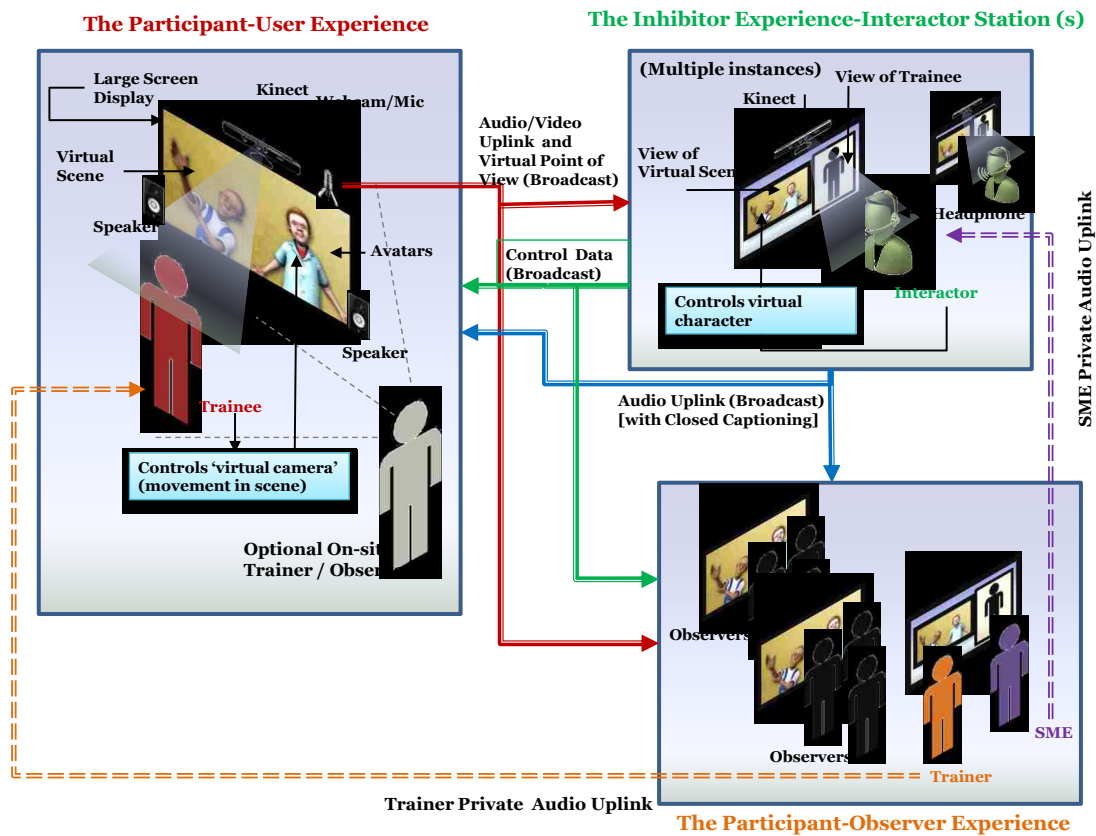 The Participant-User Experience
The Inhibitor Experience-Interactor Station (s)
Large Screen
Display
Kinect
Webcam/Mic
Virtual
Scene
Speaker
Avatars
Speaker
Trainee
Controls ‘virtual camera’
(movement in scene)
Optional On-sit
Trainer / Obser
Audio/Video
Uplink and
Virtual Point of
View (Broadcast)
Control Data
(Broadcast)
(Multiple instances)
View of Trainee
Kinect
View of
Virtual Scen
Headphone
Interactor
Controls virtual
character
Audio Uplink (Broadcast)
[with Closed Captioning]
SME Private Audio Uplink
Observers
Observers
SME
Trainer
Trainer Private Audio Uplink
The Participant-Observer Experience